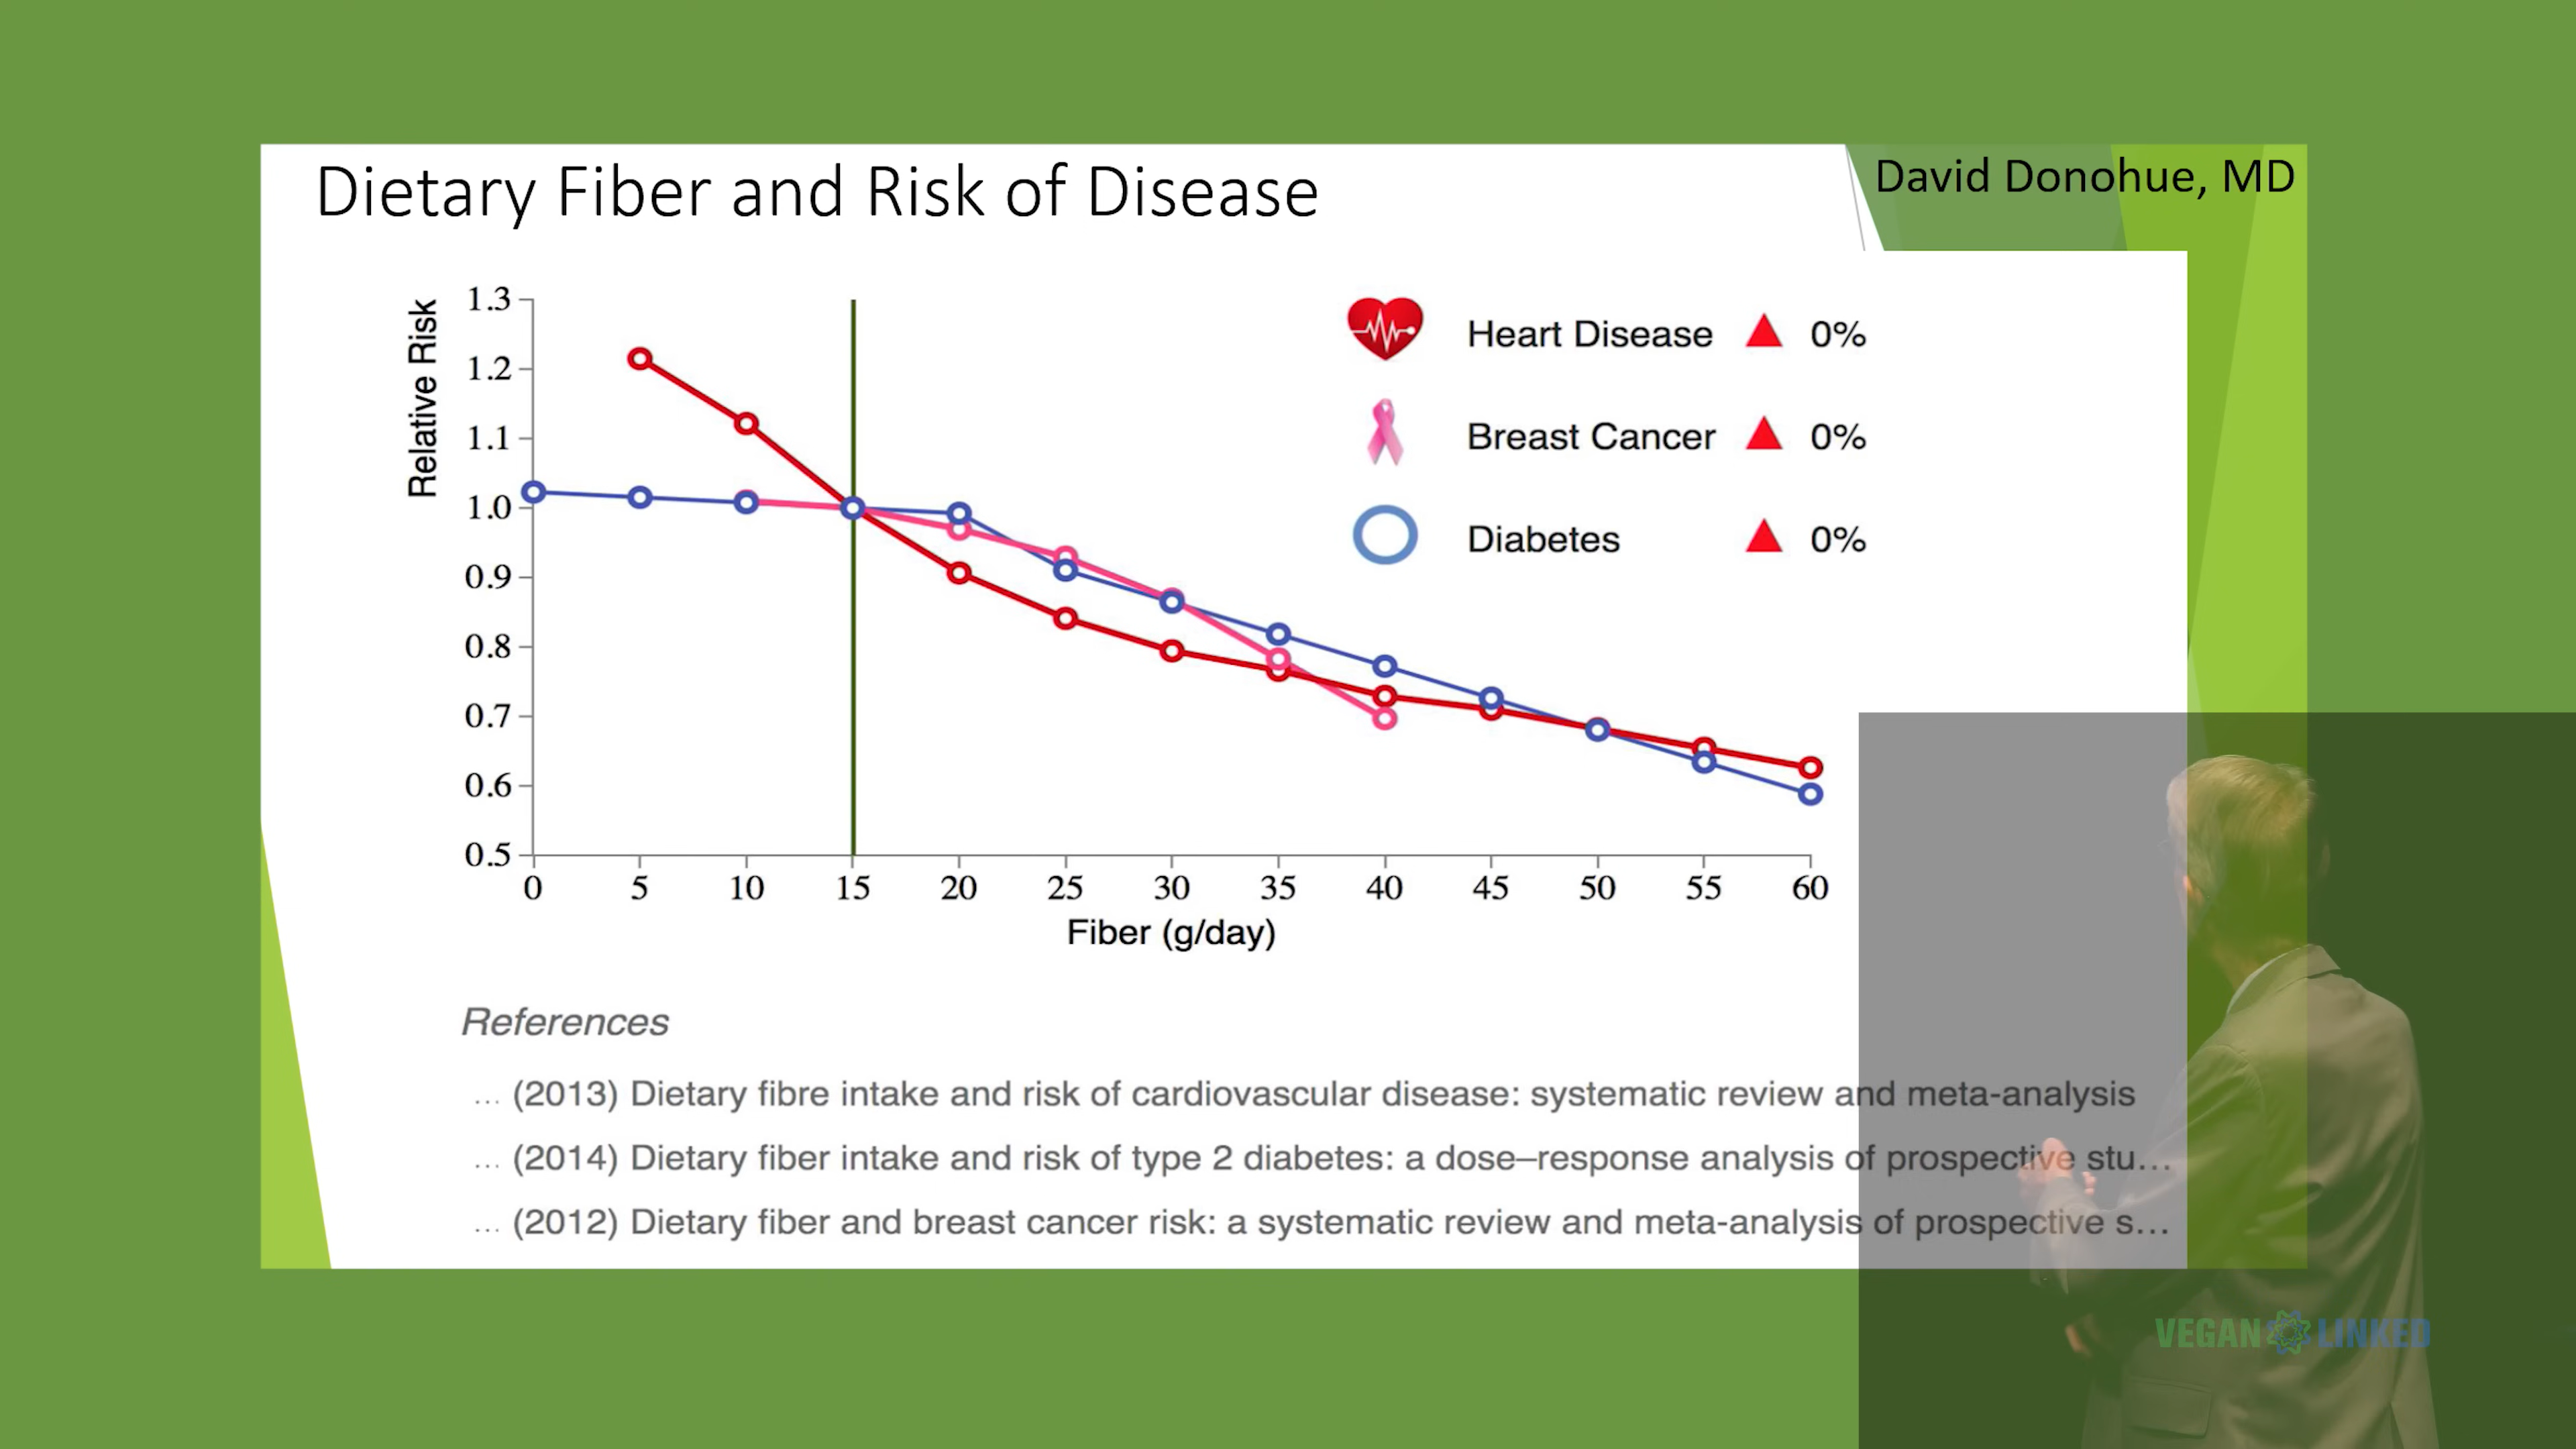 Dietary Fiber and Risk of Disease
David Donohue, MD
Relative Risk
1.3
1.2
1.1
1.0
0.9
0.8
0.7
0.6
0.5
Heart Disease 0%
Breast Cancer 0%
Diabetes 0%
0 5 10 15 20 25 30 35 40 45 50 55 60
Fiber (g/day)
References
... (2013) Dietary fibre intake and risk of cardiovascular disease: systematic review and meta-analysis
... (2014) Dietary fiber intake and risk of type 2 diabetes: a dose–response analysis of prospective stu...
... (2012) Dietary fiber and breast cancer risk: a systematic review and meta-analysis of prospective s...
VEGAN LINKED